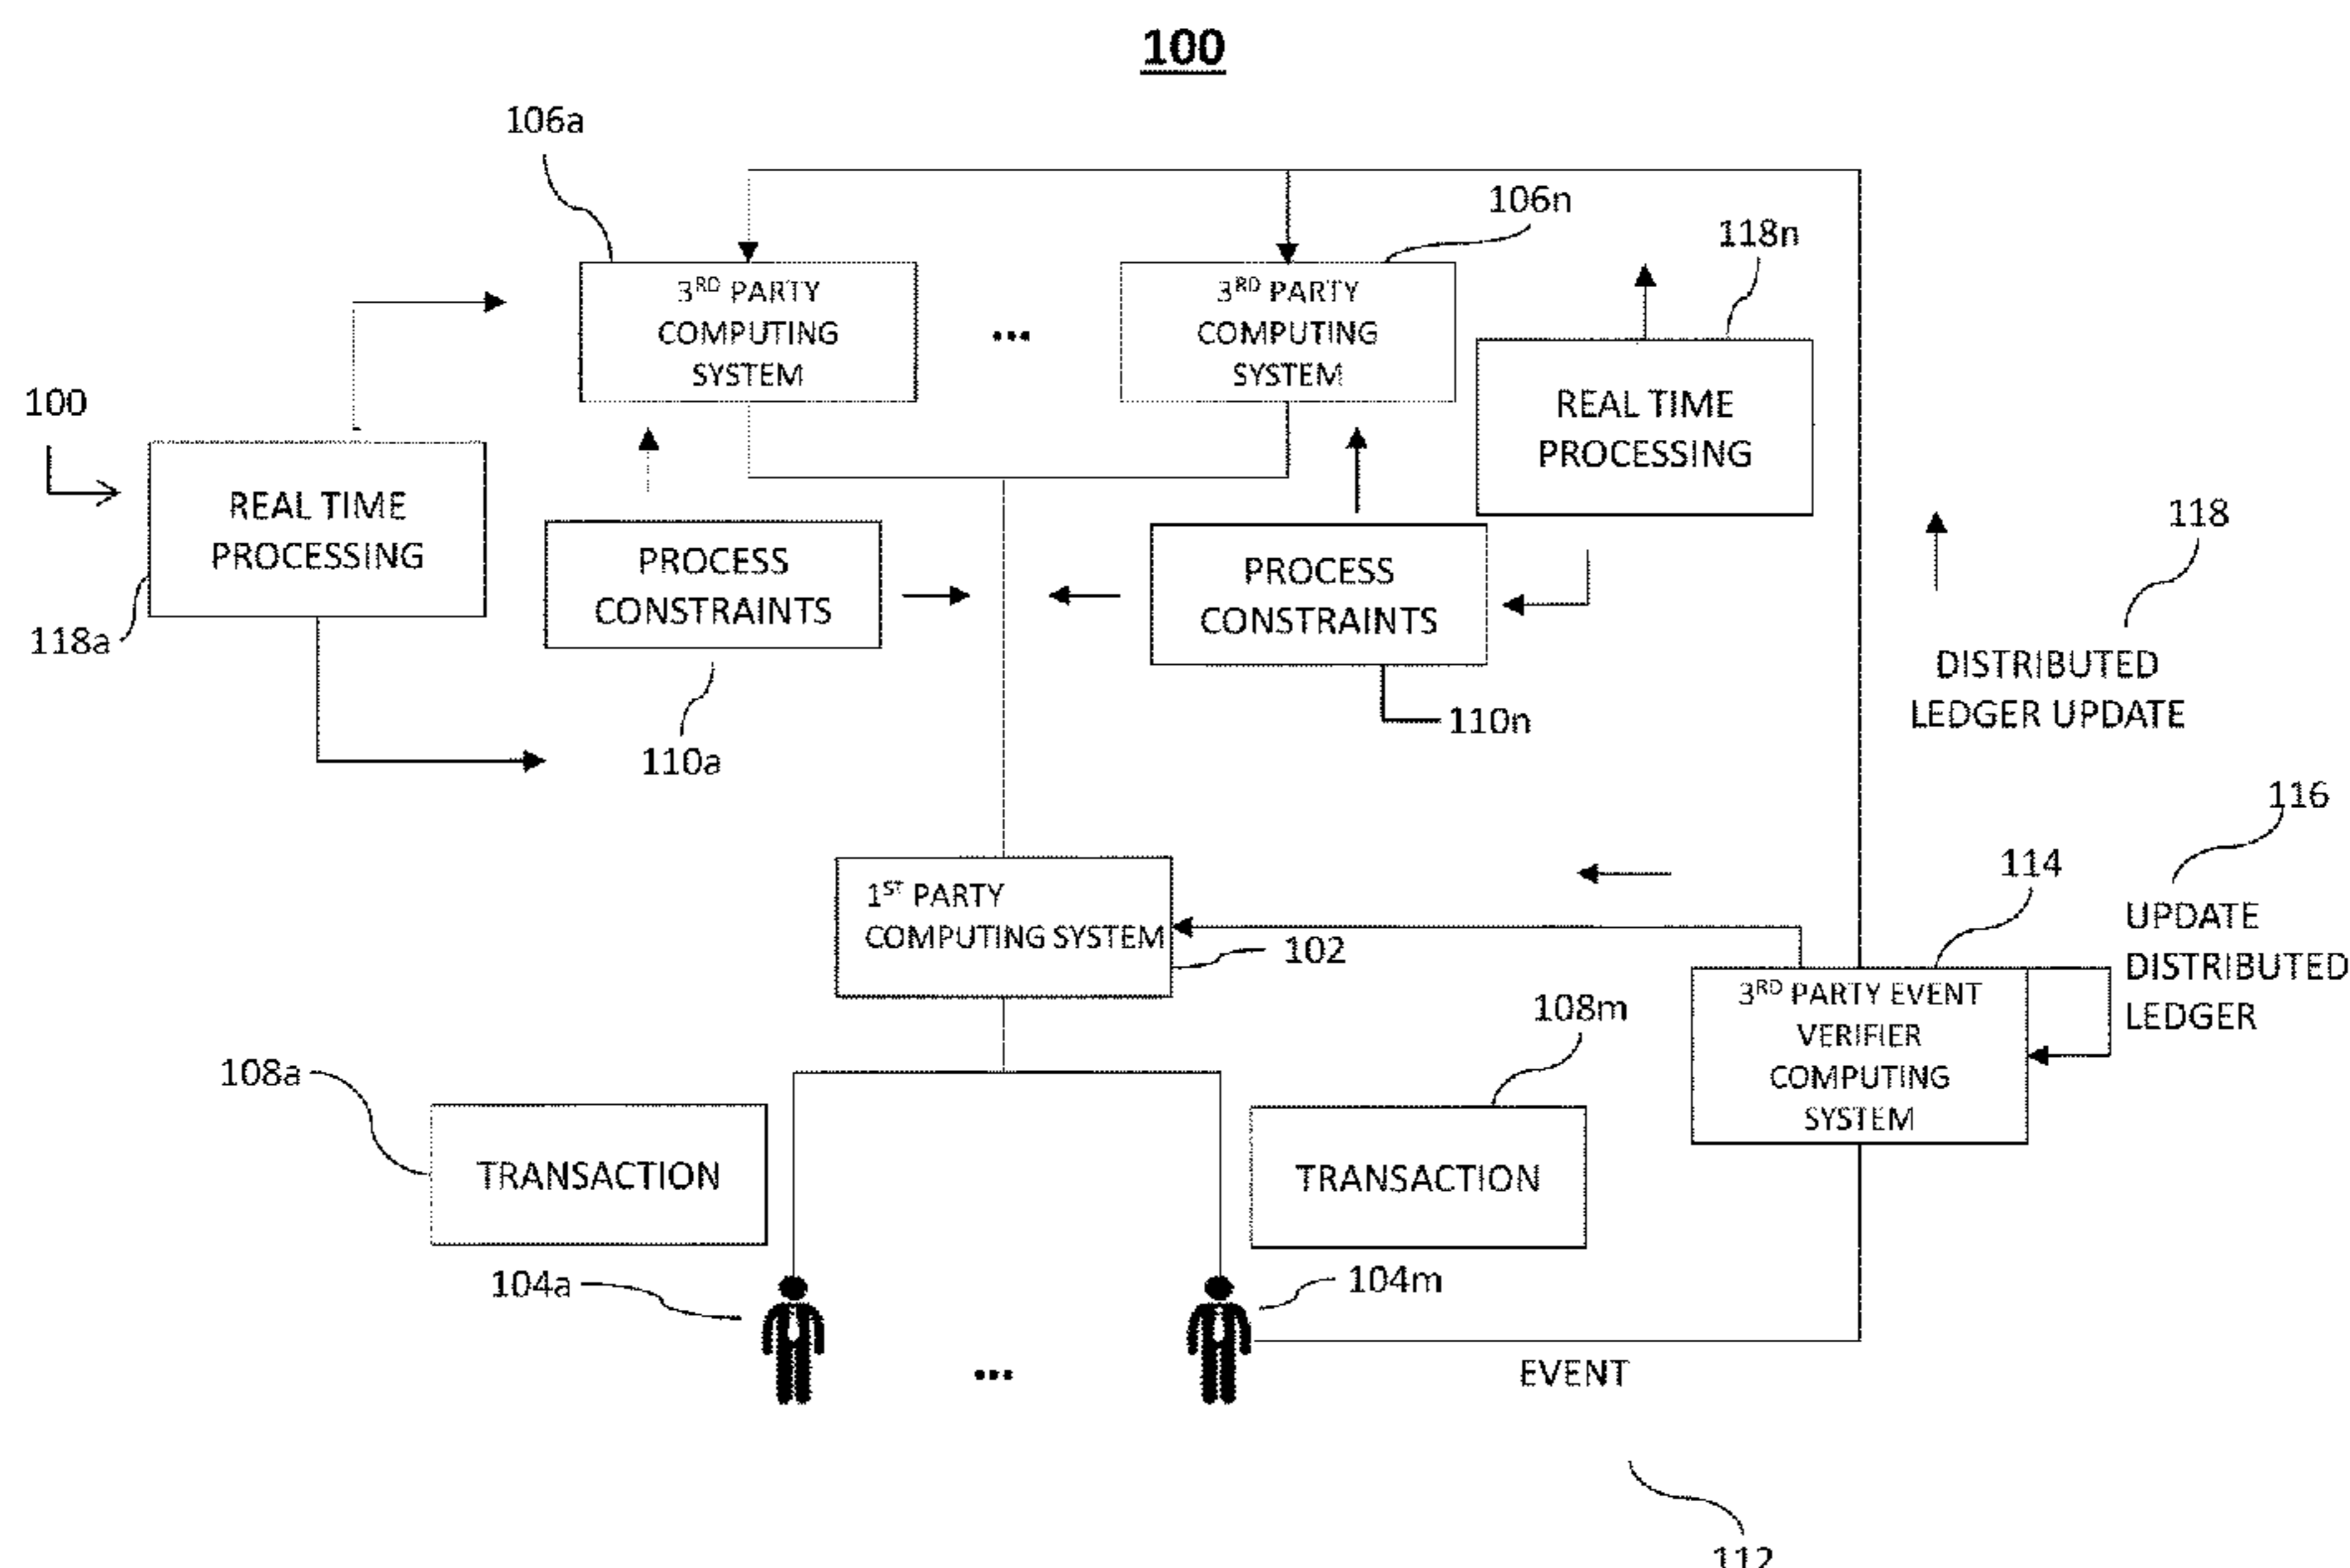 100
106a
106n
118n
3RD PARTY
COMPUTING
SYSTEM
...
3RD PARTY
COMPUTING
SYSTEM
REAL TIME
PROCESSING
100
REAL TIME
PROCESSING
118a
PROCESS
CONSTRAINTS
110a
PROCESS
CONSTRAINTS
110n
118
DISTRIBUTED
LEDGER UPDATE
116
114
UPDATE
DISTRIBUTED
LEDGER
1ST PARTY
COMPUTING SYSTEM
102
3RD PARTY EVENT
VERIFIER
COMPUTING
SYSTEM
108a
TRANSACTION
108m
TRANSACTION
104a
104m
...
EVENT
112